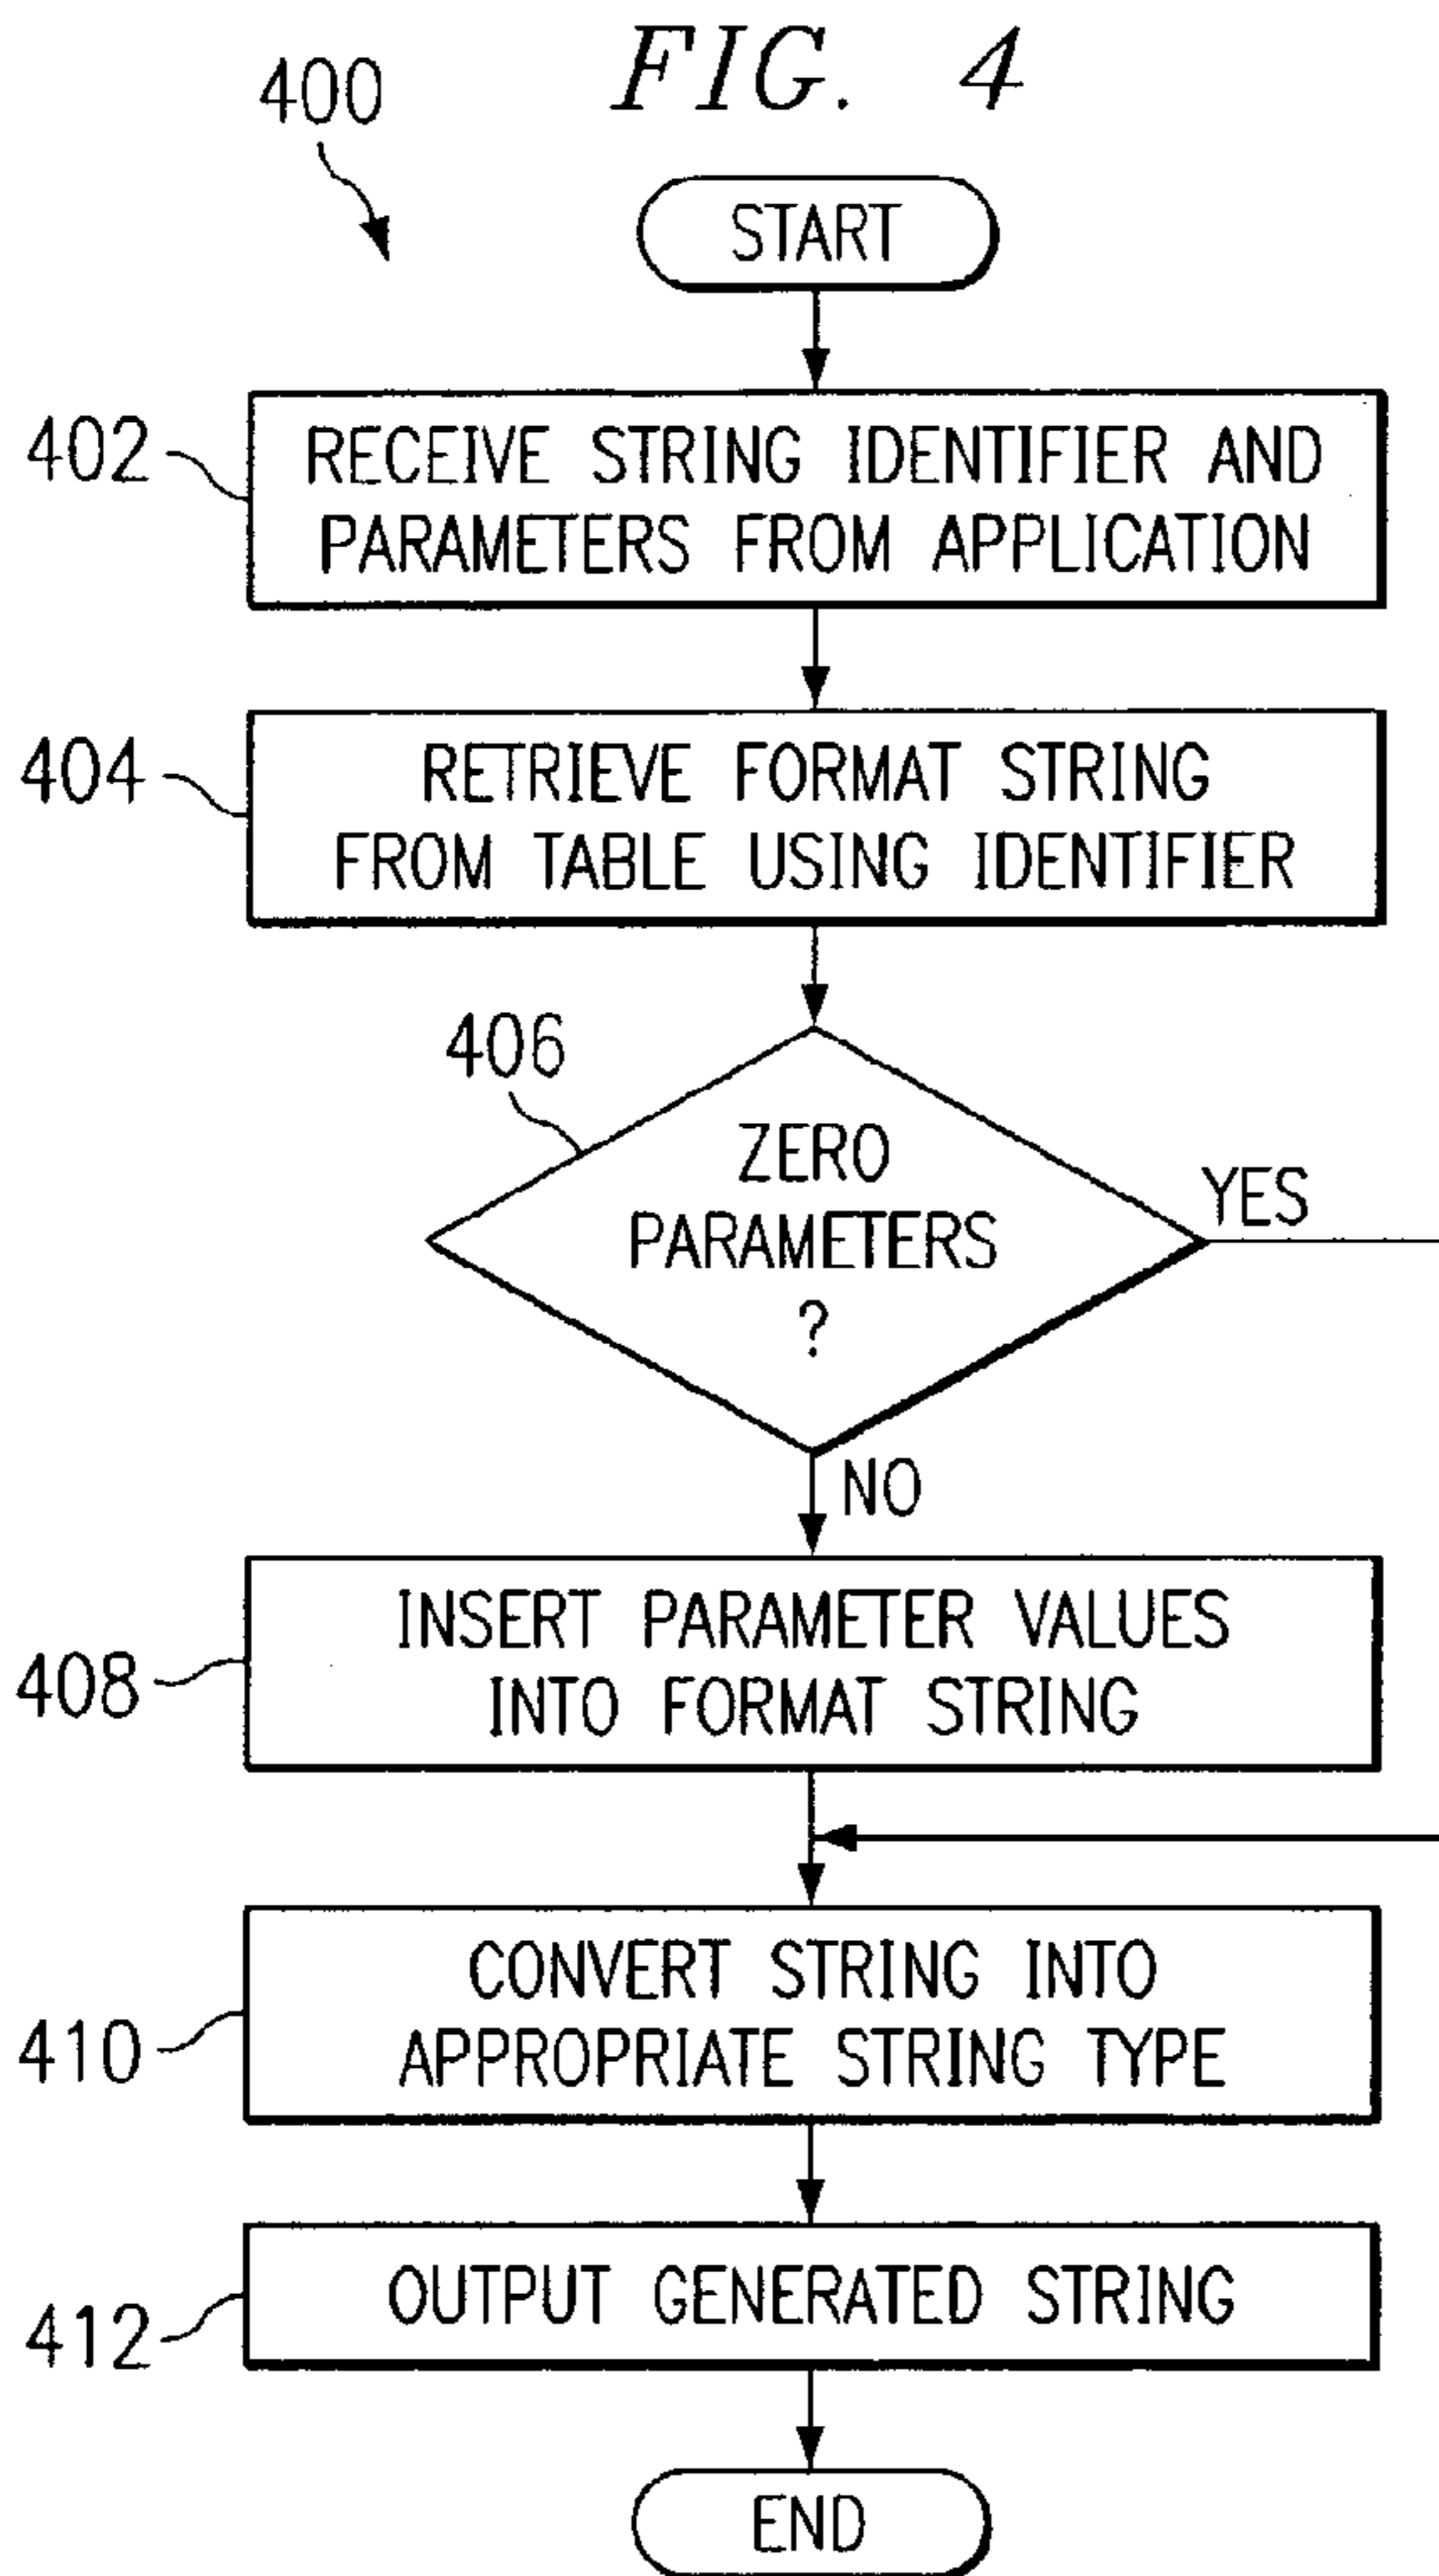 FIG. 4
400
START
402
RECEIVE STRING IDENTIFIER AND
PARAMETERS FROM APPLICATION
404
RETRIEVE FORMAT STRING
FROM TABLE USING IDENTIFIER
406
ZERO
PARAMETERS
?
YES
NO
408
INSERT PARAMETER VALUES
INTO FORMAT STRING
410
CONVERT STRING INTO
APPROPRIATE STRING TYPE
412
OUTPUT GENERATED STRING
END